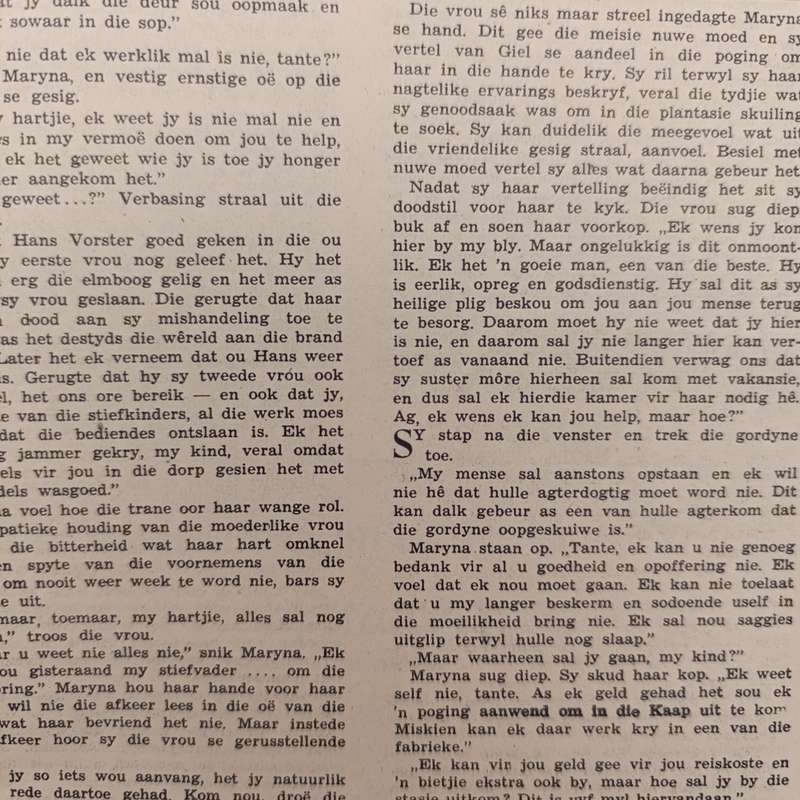 jy dalk die deur sou oopmaak en
sowaar in die sop.”
nie dat ek werklik mal is nie, tante?”
Maryna, en vestig ernstige oë op die
se gesig.
hartjie, ek weet jy is nie mal nie en
in my vermoë doen om jou te help,
ek het geweet wie jy is toe jy honger
aangekom het.”
geweet...?” Verbasing straal uit die
Hans Vorster goed geken in die ou
eerste vrou nog geleef het. Hy het
erg die elmboog gelig en het meer as
sy vrou geslaan. Die gerugte dat haar
dood aan sy mishandeling toe te
as het destyds die wêreld aan die brand
Later het ek verneem dat ou Hans weer
Gerugte dat hy sy tweede vrou ook
het ons ore bereik — en ook dat jy,
van die stiefkinders, al die werk moes
dat die bediendes ontslaan is. Ek het
jammer gekry, my kind, veral omdat
vir jou in die dorp gesien het met
wasgoed.”
voel hoe die trane oor haar wange rol.
houding van die moederlike vrou
die bitterheid wat haar hart omknel
spyte van die voornemens van die
om nooit weer week te word nie, bars sy
uit.
toemaar, my hartjie, alles sal nog
troos die vrou.
u weet nie alles nie,” snik Maryna. „Ek
gisteraand my stiefvader .... om die
Maryna hou haar hande voor haar
wil nie die afkeer lees in die oë van die
wat haar bevriend het nie. Maar instede
afkeer hoor sy die vrou se gerusstellende
jy so iets wou aanvang, het jy natuurlik
rede daartoe gehad. Kom nou, droë die
Die vrou sê niks maar streel ingedagte Maryna
se hand. Dit gee die meisie nuwe moed en sy
vertel van Giel se aandeel in die poging om
haar in die hande te kry. Sy ril terwyl sy haar
nagtelike ervarings beskryf, veral die tydjie wat
sy genoodsaak was om in die plantasie skuiling
te soek. Sy kan duidelik die meegevoel wat uit
die vriendelike gesig straal, aanvoel. Besiel met
nuwe moed vertel sy alles wat daarna gebeur het.
Nadat sy haar vertelling beëindig het sit sy
doodstil voor haar te kyk. Die vrou sug diep,
buk af en soen haar voorkop. „Ek wens jy kon
hier by my bly. Maar ongelukkig is dit onmoont-
lik. Ek het 'n goeie man, een van die beste. Hy
is eerlik, opreg en godsdienstig. Hy sal dit as sy
heilige plig beskou om jou aan jou mense terug
te besorg. Daarom moet hy nie weet dat jy hier
is nie, en daarom sal jy nie langer hier kan ver-
toef as vanaand nie. Buitendien verwag ons dat
sy suster môre hierheen sal kom met vakansie,
en dus sal ek hierdie kamer vir haar nodig hê.
Ag, ek wens ek kan jou help, maar hoe?”
SY stap na die venster en trek die gordyne
toe.
„My mense sal aanstons opstaan en ek wil
nie hê dat hulle agterdogtig moet word nie. Dit
kan dalk gebeur as een van hulle agterkom dat
die gordyne oopgeskuiwe is.”
Maryna staan op. „Tante, ek kan u nie genoeg
bedank vir al u goedheid en opoffering nie. Ek
voel dat ek nou moet gaan. Ek kan nie toelaat
dat u my langer beskerm en sodoende uself in
die moeilikheid bring nie. Ek sal nou saggies
uitglip terwyl hulle nog slaap.”
„Maar waarheen sal jy gaan, my kind?”
Maryna sug diep. Sy skud haar kop. „Ek weet
self nie, tante. As ek geld gehad het sou ek
'n poging aanwend om in die Kaap uit te kom
Miskien kan ek daar werk kry in een van die
fabrieke.”
„Ek kan vir jou geld gee vir jou reiskoste en
'n bietjie ekstra ook by, maar hoe sal jy by die
stasie uitkom? Dit is vyf myl hiervandaan.”